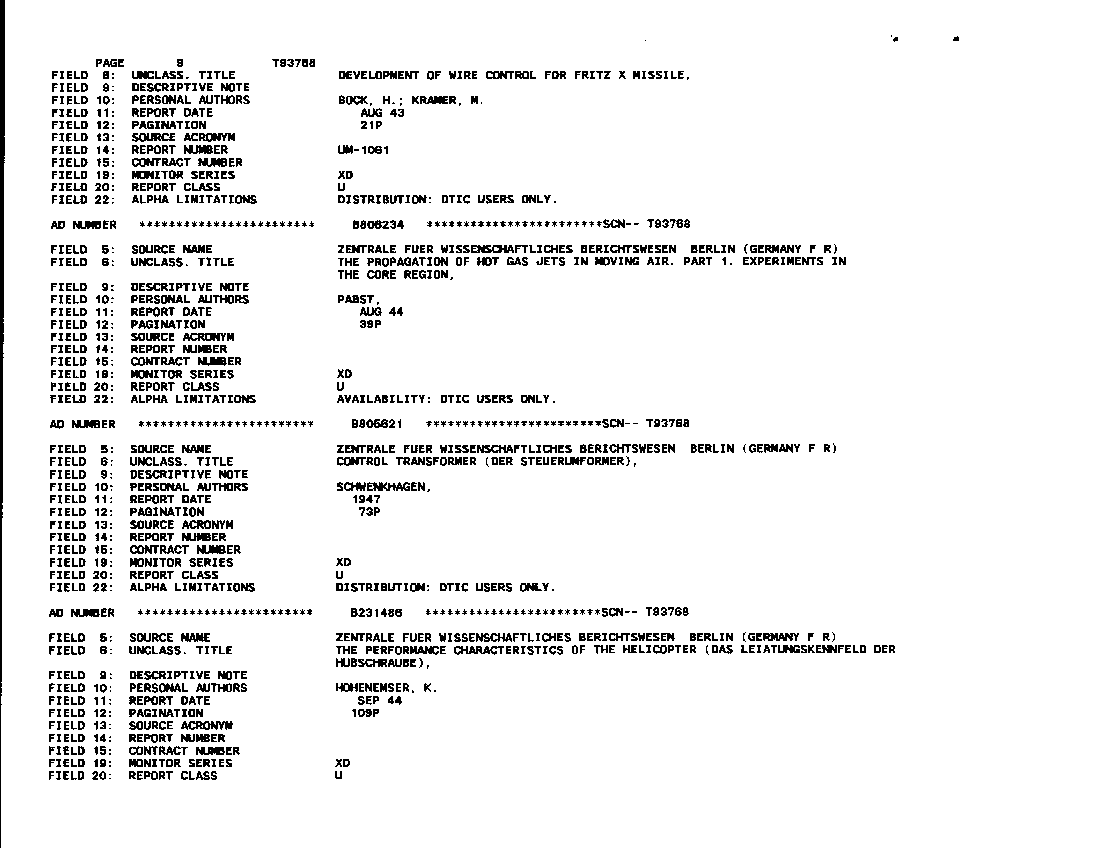 PAGE 9 T93768
FIELD 6: UNCLASS. TITLE DEVELOPMENT OF WIRE CONTROL FOR FRITZ X MISSILE,
FIELD 9: DESCRIPTIVE NOTE
FIELD 10: PERSONAL AUTHORS BOCK, H.; KRAMER, M.
FIELD 11: REPORT DATE AUG 43
FIELD 12: PAGINATION 21P
FIELD 13: SOURCE ACRONYM
FIELD 14: REPORT NUMBER UM-1061
FIELD 15: CONTRACT NUMBER
FIELD 19: MONITOR SERIES XD
FIELD 20: REPORT CLASS U
FIELD 22: ALPHA LIMITATIONS DISTRIBUTION: DTIC USERS ONLY.
AD NUMBER ************************ B806234 ************************SCN-- T93768
FIELD 5: SOURCE NAME ZENTRALE FUER WISSENSCHAFTLICHES BERICHTSWESEN BERLIN (GERMANY F R)
FIELD 6: UNCLASS. TITLE THE PROPAGATION OF HOT GAS JETS IN MOVING AIR. PART 1. EXPERIMENTS IN
THE CORE REGION,
FIELD 9: DESCRIPTIVE NOTE
FIELD 10: PERSONAL AUTHORS PABST,
FIELD 11: REPORT DATE AUG 44
FIELD 12: PAGINATION 39P
FIELD 13: SOURCE ACRONYM
FIELD 14: REPORT NUMBER
FIELD 15: CONTRACT NUMBER
FIELD 19: MONITOR SERIES XD
FIELD 20: REPORT CLASS U
FIELD 22: ALPHA LIMITATIONS AVAILABILITY: DTIC USERS ONLY.
AD NUMBER ************************ B805621 ************************SCN-- T93768
FIELD 5: SOURCE NAME ZENTRALE FUER WISSENSCHAFTLICHES BERICHTSWESEN BERLIN (GERMANY F R)
FIELD 6: UNCLASS. TITLE CONTROL TRANSFORMER (DER STEUERUMFORMER),
FIELD 9: DESCRIPTIVE NOTE
FIELD 10: PERSONAL AUTHORS SCHWENKHAGEN,
FIELD 11: REPORT DATE 1947
FIELD 12: PAGINATION 73P
FIELD 13: SOURCE ACRONYM
FIELD 14: REPORT NUMBER
FIELD 15: CONTRACT NUMBER
FIELD 19: MONITOR SERIES XD
FIELD 20: REPORT CLASS U
FIELD 22: ALPHA LIMITATIONS DISTRIBUTION: DTIC USERS ONLY.
AD NUMBER ************************ B231486 ************************SCN-- T93768
FIELD 5: SOURCE NAME ZENTRALE FUER WISSENSCHAFTLICHES BERICHTSWESEN BERLIN (GERMANY F R)
FIELD 6: UNCLASS. TITLE THE PERFORMANCE CHARACTERISTICS OF THE HELICOPTER (DAS LEIATUNGSKENNFELD DER
HUBSCHRAUBE),
FIELD 9: DESCRIPTIVE NOTE
FIELD 10: PERSONAL AUTHORS HOHENEMSER, K.
FIELD 11: REPORT DATE SEP 44
FIELD 12: PAGINATION 109P
FIELD 13: SOURCE ACRONYM
FIELD 14: REPORT NUMBER
FIELD 15: CONTRACT NUMBER
FIELD 19: MONITOR SERIES XD
FIELD 20: REPORT CLASS U